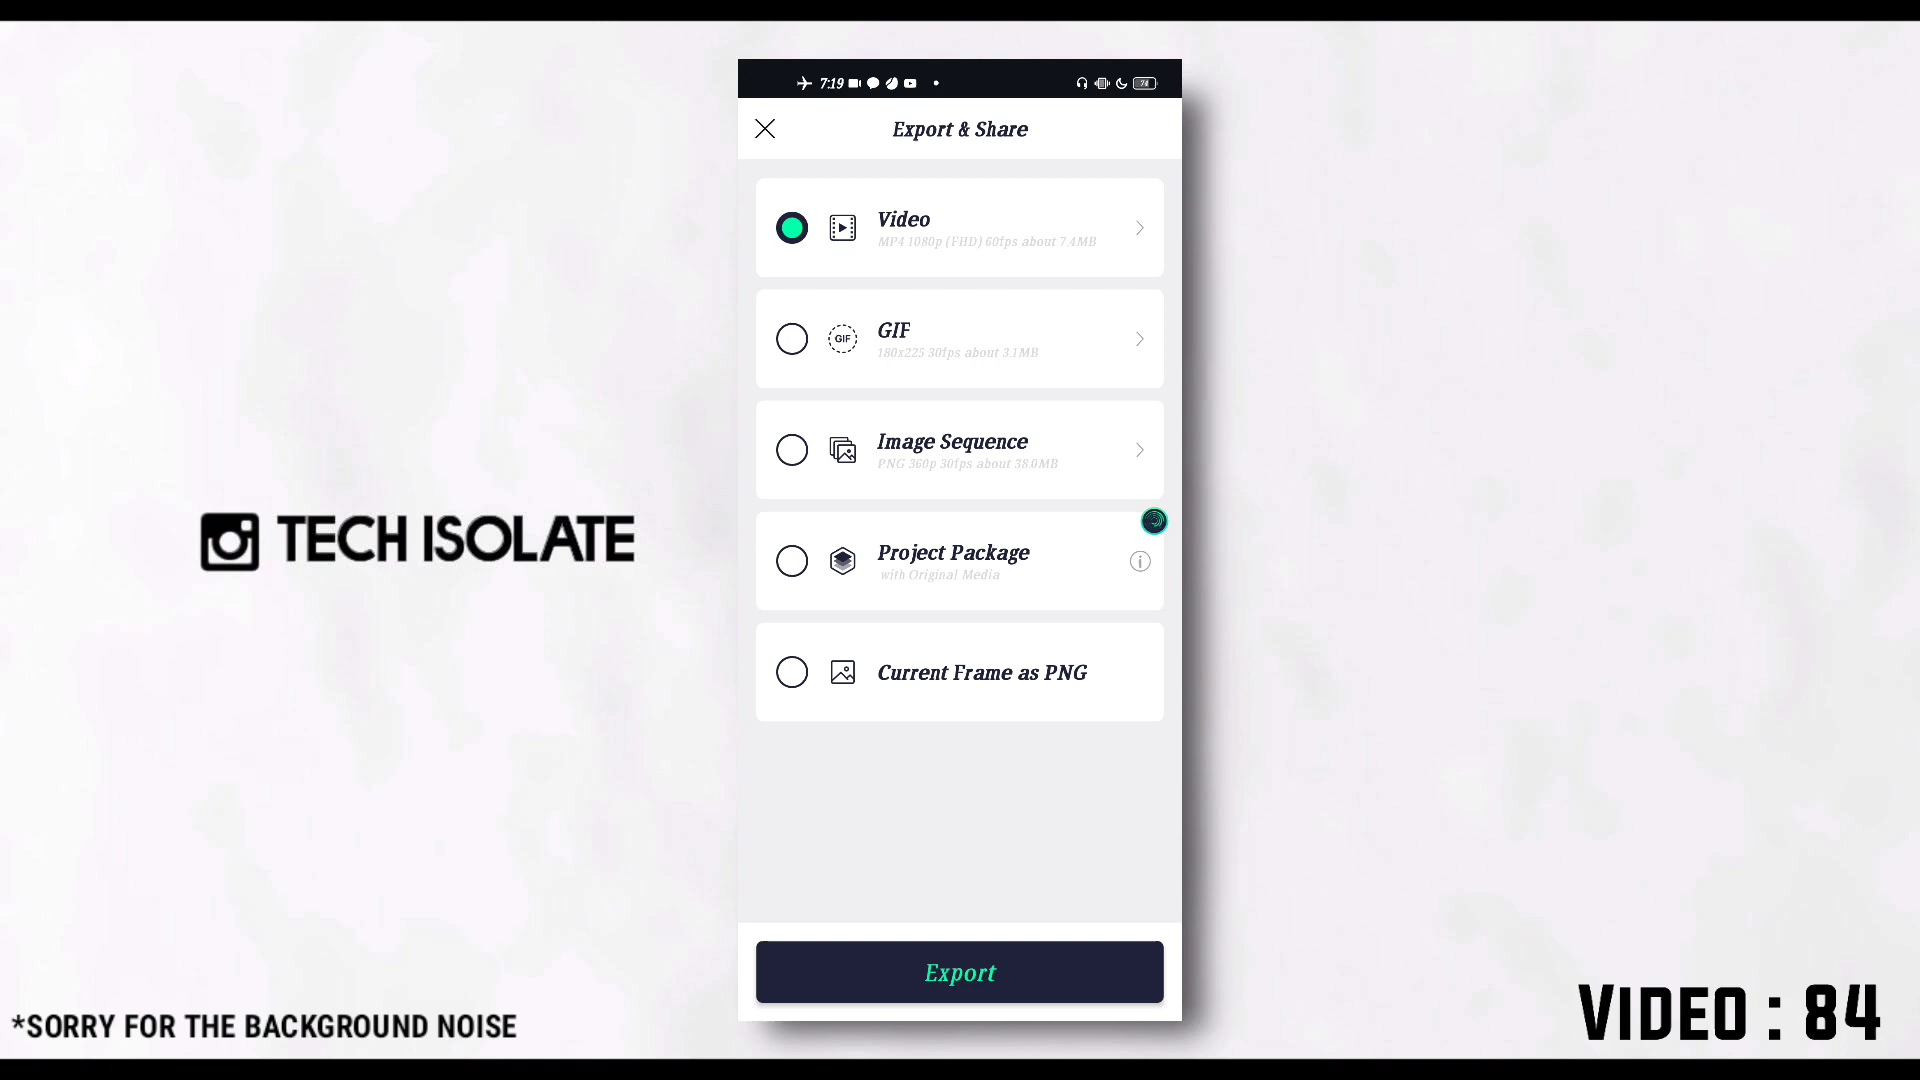 7:19
74
Export & Share
Video
MP4 1080p (FHD) 60fps about 7.4MB
GIF
GIF
180x225 30fps about 3.1MB
Image Sequence
PNG 360p 30fps about 38.0MB
TECH ISOLATE
Project Package
with Original Media
Current Frame as PNG
Export
*SORRY FOR THE BACKGROUND NOISE
VIDEO : 84